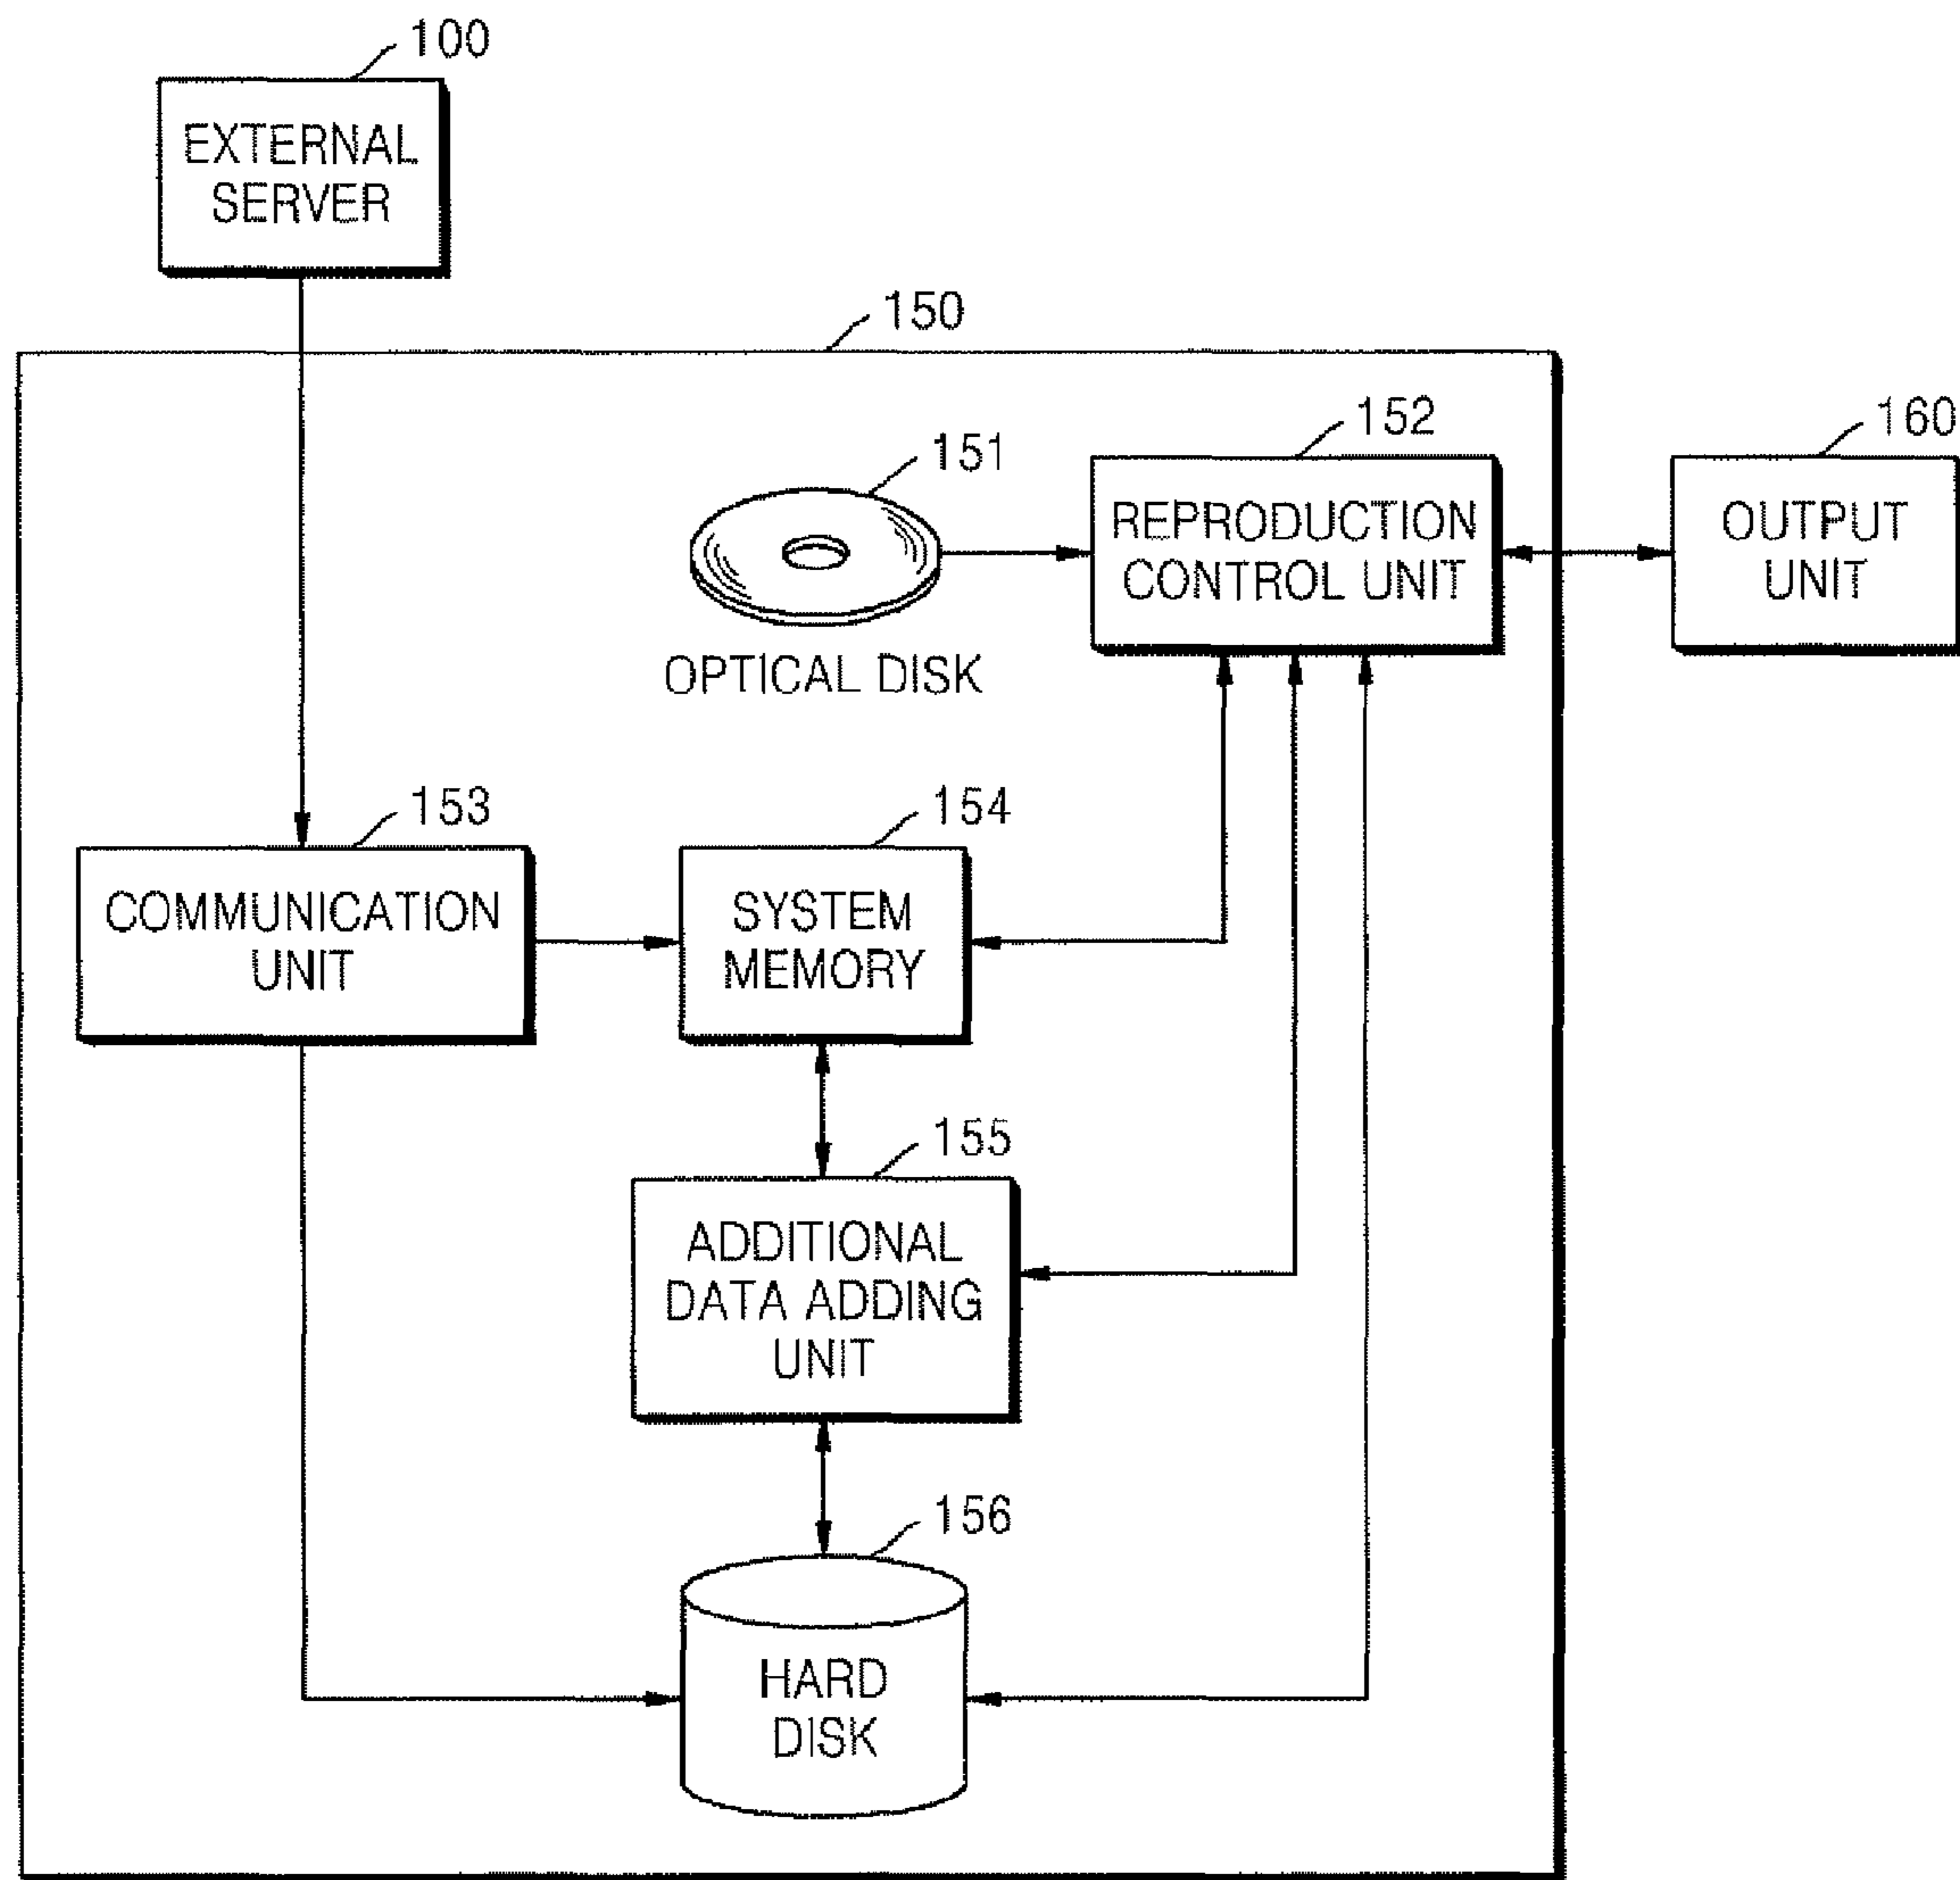 100
EXTERNAL
SERVER
150
151
OPTICAL DISK
152
REPRODUCTION
CONTROL UNIT
160
OUTPUT
UNIT
153
COMMUNICATION
UNIT
154
SYSTEM
MEMORY
155
ADDITIONAL
DATA ADDING
UNIT
156
HARD
DISK